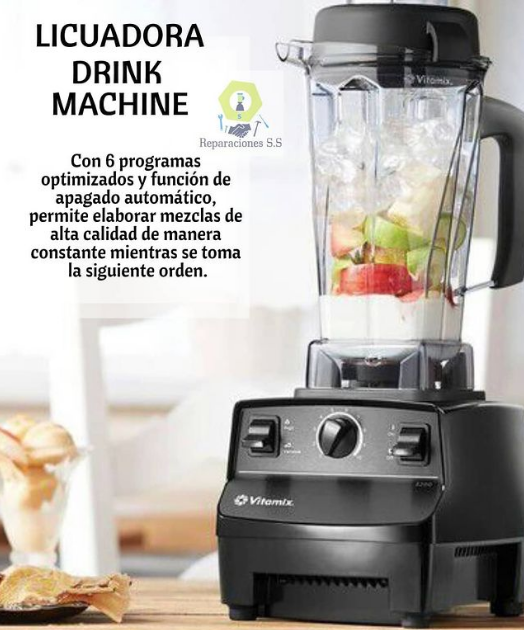 LICUADORA
DRINK
MACHINE
Reparaciones S.S
Con 6 programas
optimizados y función de
apagado automático,
permite elaborar mezclas de
alta calidad de manera
constante mientras se toma
la siguiente orden.
Vitamix.
Vitamix.